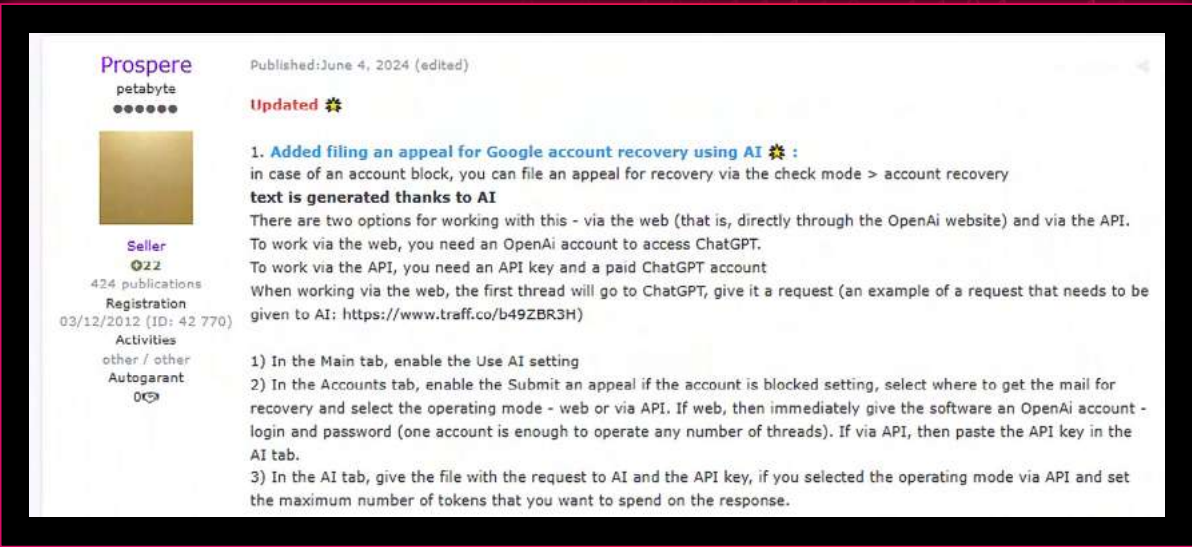 Prospere
petabyte
Seller
22
424 publications
Registration
03/12/2012 (ID: 42 770)
Activities
other / other
Autogarant
0
Published:June 4, 2024 (edited)
Updated
1. Added filing an appeal for Google account recovery using AI :
in case of an account block, you can file an appeal for recovery via the check mode > account recovery
text is generated thanks to AI
There are two options for working with this - via the web (that is, directly through the OpenAi website) and via the API.
To work via the web, you need an OpenAi account to access ChatGPT.
To work via the API, you need an API key and a paid ChatGPT account
When working via the web, the first thread will go to ChatGPT, give it a request (an example of a request that needs to be
given to AI: https://www.traff.co/b49ZBR3H)
1) In the Main tab, enable the Use AI setting
2) In the Accounts tab, enable the Submit an appeal if the account is blocked setting, select where to get the mail for
recovery and select the operating mode - web or via API. If web, then immediately give the software an OpenAi account -
login and password (one account is enough to operate any number of threads). If via API, then paste the API key in the
AI tab.
3) In the AI tab, give the file with the request to AI and the API key, if you selected the operating mode via API and set
the maximum number of tokens that you want to spend on the response.